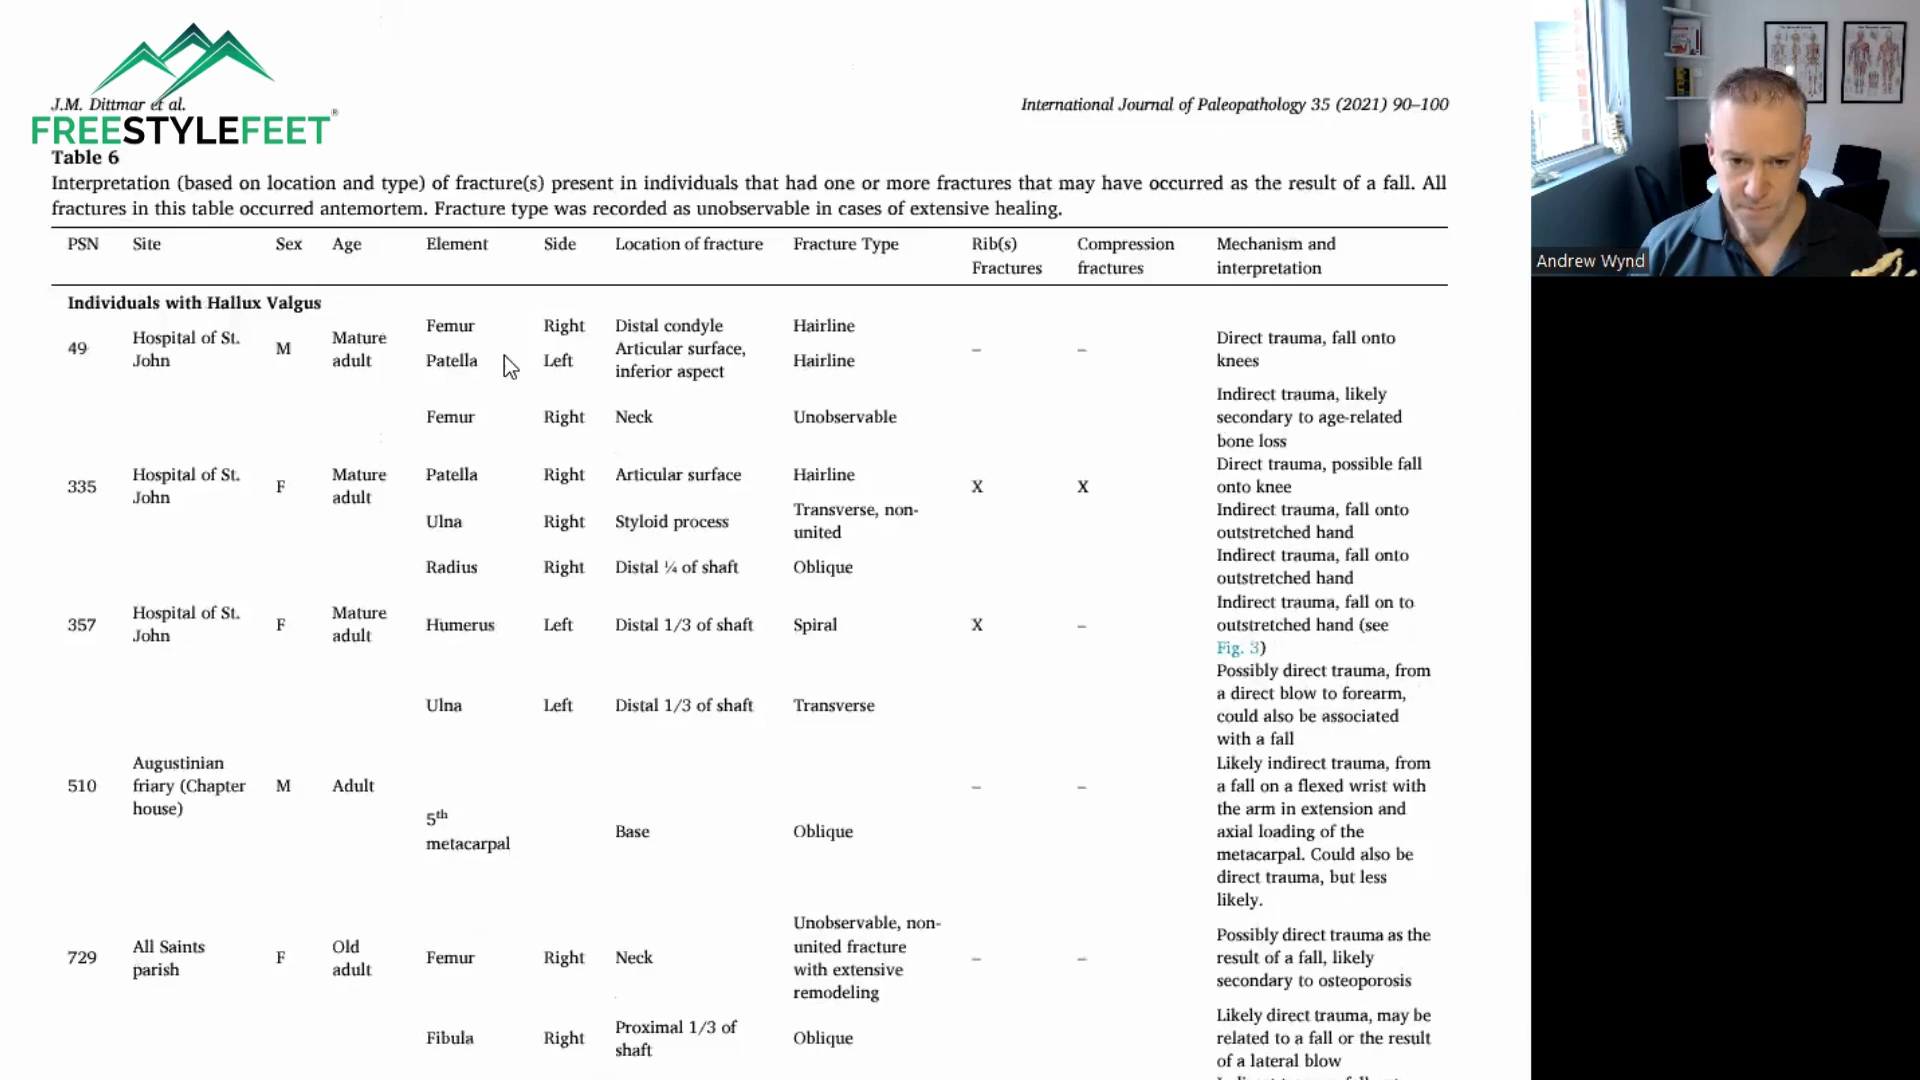 J.M. Dittmar et al.
International Journal of Paleopathology 35 (2021) 90–100
FREESTYLEFEET®
Table 6
Interpretation (based on location and type) of fracture(s) present in individuals that had one or more fractures that may have occurred as the result of a fall. All
fractures in this table occurred antemortem. Fracture type was recorded as unobservable in cases of extensive healing.
PSN Site Sex Age Element Side Location of fracture Fracture Type Rib(s) Compression Mechanism and
Fractures fractures interpretation
Individuals with Hallux Valgus
49 Hospital of St. M Mature Femur Right Distal condyle Hairline – – Direct trauma, fall onto
John adult Patella Left Articular surface, Hairline knees
inferior aspect
Indirect trauma, likely
Femur Right Neck Unobservable secondary to age-related
bone loss
335 Hospital of St. F Mature Patella Right Articular surface Hairline X X Direct trauma, possible fall
John adult onto knee
Ulna Right Styloid process Transverse, non- Indirect trauma, fall onto
united outstretched hand
Radius Right Distal ¼ of shaft Oblique Indirect trauma, fall onto
outstretched hand
357 Hospital of St. F Mature Humerus Left Distal 1/3 of shaft Spiral X – Indirect trauma, fall on to
John adult outstretched hand (see
Fig. 3)
Possibly direct trauma, from
Ulna Left Distal 1/3 of shaft Transverse a direct blow to forearm,
could also be associated
with a fall
Augustinian Likely indirect trauma, from
510 friary (Chapter M Adult – – a fall on a flexed wrist with
house) the arm in extension and
5th Base Oblique axial loading of the
metacarpal metacarpal. Could also be
direct trauma, but less
likely.
Unobservable, non-
729 All Saints F Old Femur Right Neck united fracture – – Possibly direct trauma as the
parish adult with extensive result of a fall, likely
remodeling secondary to osteoporosis
Fibula Right Proximal 1/3 of Oblique Likely direct trauma, may be
shaft related to a fall or the result
of a lateral blow
Andrew Wynd